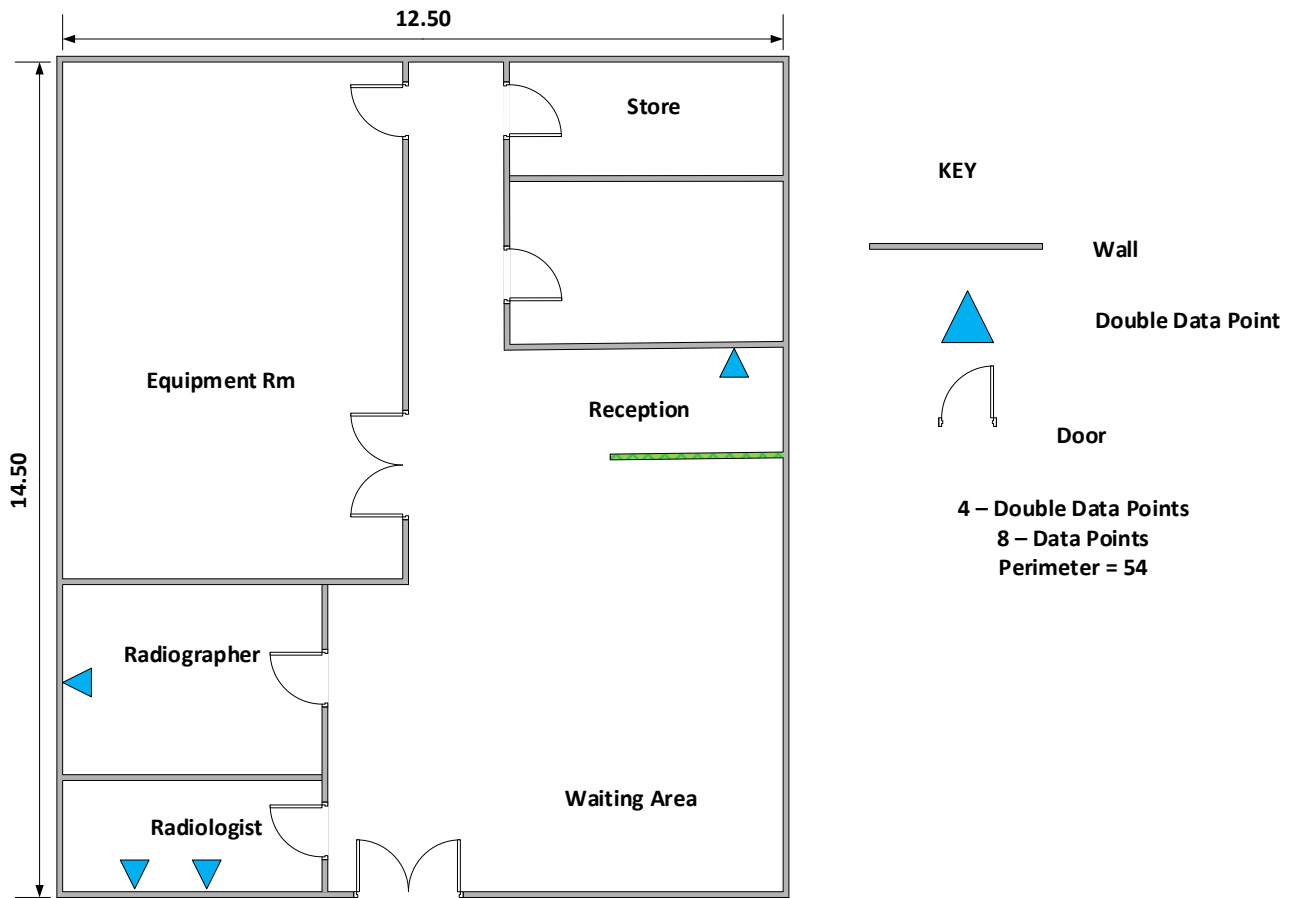 12.50
Store
KEY
Wall
Double Data Point
Equipment Rm
Reception
Door
14.50
4 – Double Data Points
8 – Data Points
Perimeter = 54
Radiographer
Waiting Area
Radiologist